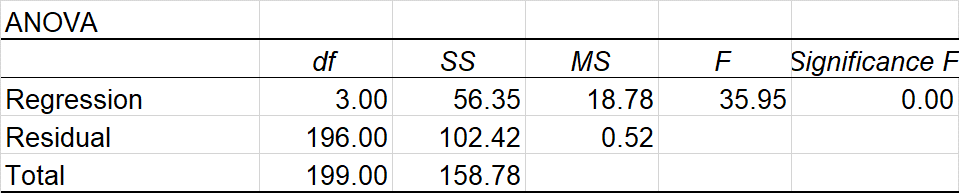 ANOVA
df SS MS F Significance F
Regression 3.00 56.35 18.78 35.95 0.00
Residual 196.00 102.42 0.52
Total 199.00 158.78